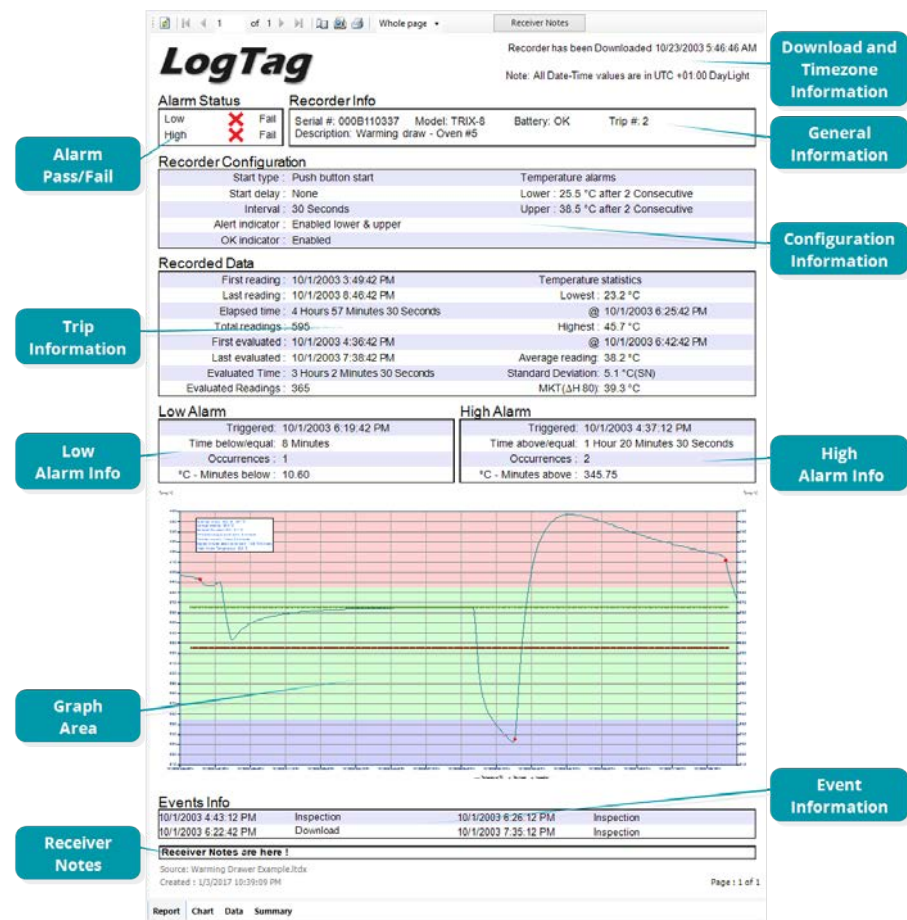 1 of 1 Whole page Receiver Notes
LogTag
Recorder has been Downloaded 10/23/2003 5:46:46 AM
Note: All Date-Time values are in UTC +01:00 DayLight
Download and
Timezone
Information
Alarm Status
Low Fail
High Fail
Recorder Info
Serial #: 000B110337 Model: TRIX-8 Battery: OK Trip #: 2
Description: Warming draw - Oven #5
General
Information
Alarm
Pass/Fail
Recorder Configuration
Start type : Push button start Temperature alarms
Start delay : None Lower : 25.5 °C after 2 Consecutive
Interval : 30 Seconds Upper : 38.5 °C after 2 Consecutive
Alert indicator : Enabled lower & upper
OK indicator : Enabled
Configuration
Information
Recorded Data
First reading : 10/1/2003 3:49:42 PM Temperature statistics
Last reading : 10/1/2003 8:46:42 PM Lowest : 23.2 °C
Elapsed time : 4 Hours 57 Minutes 30 Seconds @ 10/1/2003 6:25:42 PM
Total readings : 595 Highest : 45.7 °C
First evaluated : 10/1/2003 4:36:42 PM @ 10/1/2003 6:42:42 PM
Last evaluated : 10/1/2003 7:38:42 PM Average reading: 38.2 °C
Evaluated Time : 3 Hours 2 Minutes 30 Seconds Standard Deviation: 5.1 °C(SN)
Evaluated Readings : 365 MKT(ΔH 80): 39.3 °C
Trip
Information
Low Alarm
Triggered: 10/1/2003 6:19:42 PM
Time below/equal: 8 Minutes
Occurrences : 1
°C - Minutes below : 10.60
Low
Alarm Info
High Alarm
Triggered: 10/1/2003 4:37:12 PM
Time above/equal: 1 Hour 20 Minutes 30 Seconds
Occurrences : 2
°C - Minutes above : 345.75
High
Alarm Info
Graph
Area
Events Info
10/1/2003 4:43:12 PM Inspection 10/1/2003 6:26:12 PM Inspection
10/1/2003 6:22:42 PM Download 10/1/2003 7:35:12 PM Inspection
Event
Information
Receiver Notes are here !
Receiver
Notes
Source: Warming Drawer Example.ltdx
Created : 1/3/2017 10:39:09 PM
Page : 1 of 1
Report Chart Data Summary